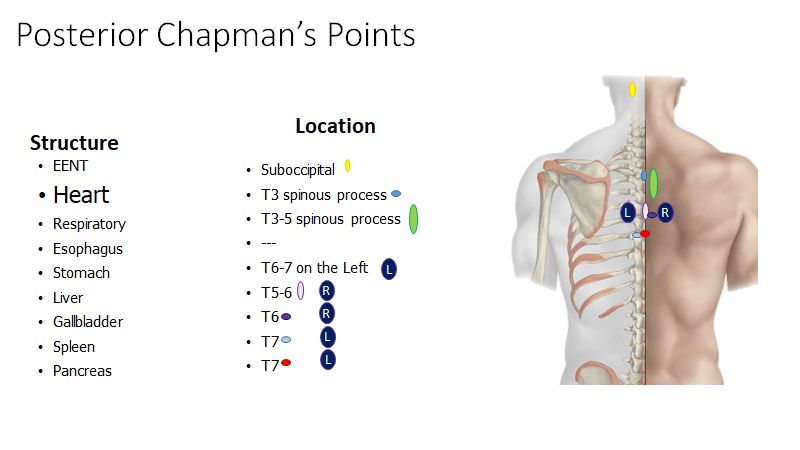 Posterior Chapman's Points
Structure
• EENT
• Heart
• Respiratory
• Esophagus
• Stomach
• Liver
• Gallbladder
• Spleen
• Pancreas
Location
• Suboccipital
• T3 spinous process
• T3-5 spinous process
• ---
• T6-7 on the Left L
• T5-6 R
• T6 R
• T7 L
• T7 L
L R